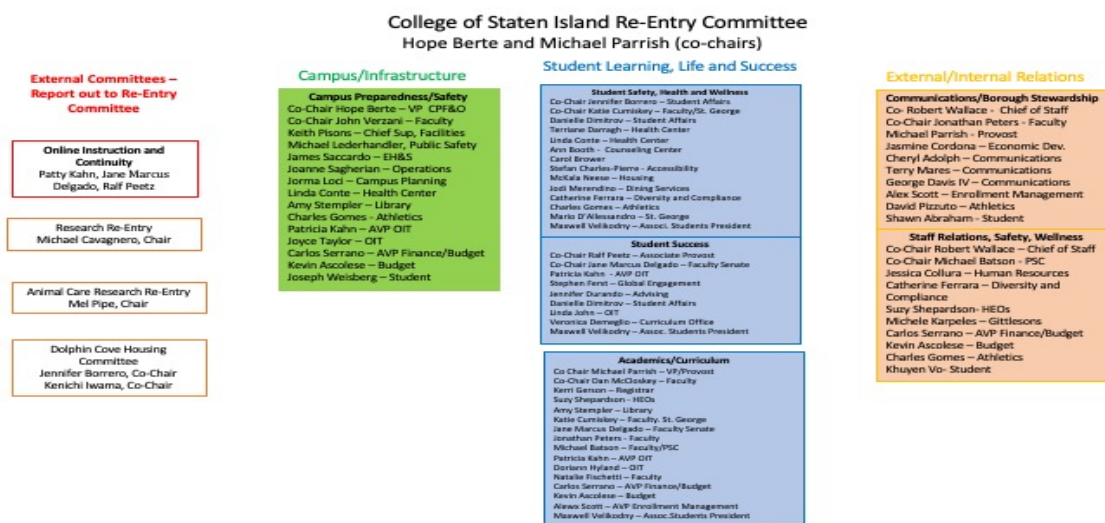 College of Staten Island Re-Entry Committee
Hope Berte and Michael Parrish (co-chairs)
External Committees –
Report out to Re-Entry
Committee
Online Instruction and
Continuity
Patty Kahn, Jane Marcus
Delgado, Ralf Peetz
Research Re-Entry
Michael Cavagnero, Chair
Animal Care Research Re-Entry
Mel Pipe, Chair
Dolphin Cove Housing
Committee
Jennifer Borrero, Co-Chair
Kenichi Iwama, Co-Chair
Campus/Infrastructure
Campus Preparedness/Safety
Co-Chair Hope Berte – VP CPF&O
Co-Chair John Verzani – Faculty
Keith Pisons – Chief Sup, Facilities
Michael Lederhandler, Public Safety
James Saccardo – EH&S
Joanne Sagherian – Operations
Jorma Loci – Campus Planning
Linda Conte – Health Center
Amy Stempler – Library
Charles Gomes - Athletics
Patricia Kahn – AVP OIT
Joyce Taylor – OIT
Carlos Serrano – AVP Finance/Budget
Kevin Ascolese – Budget
Joseph Weisberg – Student
Student Learning, Life and Success
Student Safety, Health and Wellness
Co-Chair Jennifer Borrero – Student Affairs
Co-Chair Katie Cumiskey – Faculty/St. George
Danielle Dimitrov – Student Affairs
Terriane Darragh – Health Center
Linda Conte – Health Center
Ann Booth - Counseling Center
Carol Brower
Stefan Charles-Pierre - Accessibility
McKala Neese – Housing
Jodi Merendino – Dining Services
Catherine Ferrara – Diversity and Compliance
Charles Gomes – Athletics
Mario D'Allessandro – St. George
Maxwell Velikodny – Associ. Students President
Student Success
Co-Chair Ralf Peetz – Associate Provost
Co-Chair Jane Marcus Delgado – Faculty Senate
Patricia Kahn - AVP OIT
Stephen Ferst – Global Engagement
Jennifer Durando – Advising
Danielle Dimitrov – Student Affairs
Linda John – OIT
Veronica Demeglio – Curriculum Office
Maxwell Velikodny – Assoc. Students President
Academics/Curriculum
Co Chair Michael Parrish – VP/Provost
Co-Chair Dan McCloskey – Faculty
Kerri Gerson – Registrar
Suzy Shepardson – HEOs
Amy Stempler – Library
Katie Cumiskey – Faculty. St. George
Jane Marcus Delgado – Faculty Senate
Jonathan Peters - Faculty
Michael Batson – Faculty/PSC
Patricia Kahn – AVP OIT
Doriann Hyland – OIT
Natalie Fischetti – Faculty
Carlos Serrano – AVP Finance/Budget
Kevin Ascolese – Budget
Alewx Scott – AVP Enrollment Management
Maxwell Velikodny – Assoc.Students President
External/Internal Relations
Communications/Borough Stewardship
Co- Robert Wallace - Chief of Staff
Co-Chair Jonathan Peters - Faculty
Michael Parrish - Provost
Jasmine Cordona – Economic Dev.
Cheryl Adolph – Communications
Terry Mares – Communications
George Davis IV – Communications
Alex Scott – Enrollment Management
David Pizzuto – Athletics
Shawn Abraham - Student
Staff Relations, Safety, Wellness
Co-Chair Robert Wallace – Chief of Staff
Co-Chair Michael Batson - PSC
Jessica Collura – Human Resources
Catherine Ferrara – Diversity and
Compliance
Suzy Shepardson- HEOs
Michele Karpeles – Gittlesons
Carlos Serrano – AVP Finance/Budget
Kevin Ascolese – Budget
Charles Gomes – Athletics
Khuyen Vo- Student